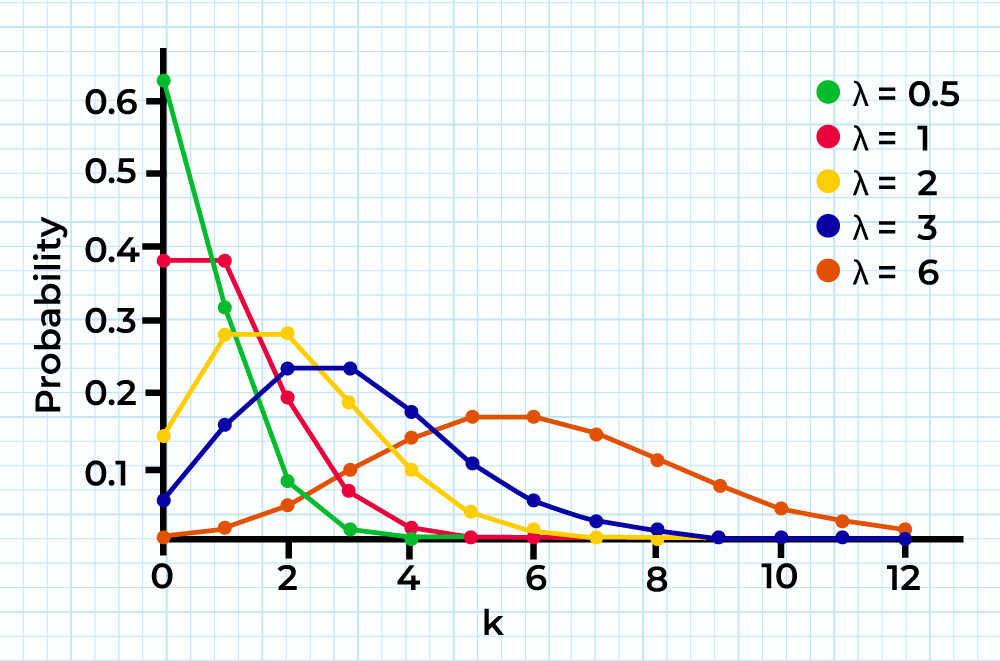 0.6
0.5
0.4
0.3
0.2
0.1
Probability
0 2 4 6 8 10 12
k
λ = 0.5
λ = 1
λ = 2
λ = 3
λ = 6